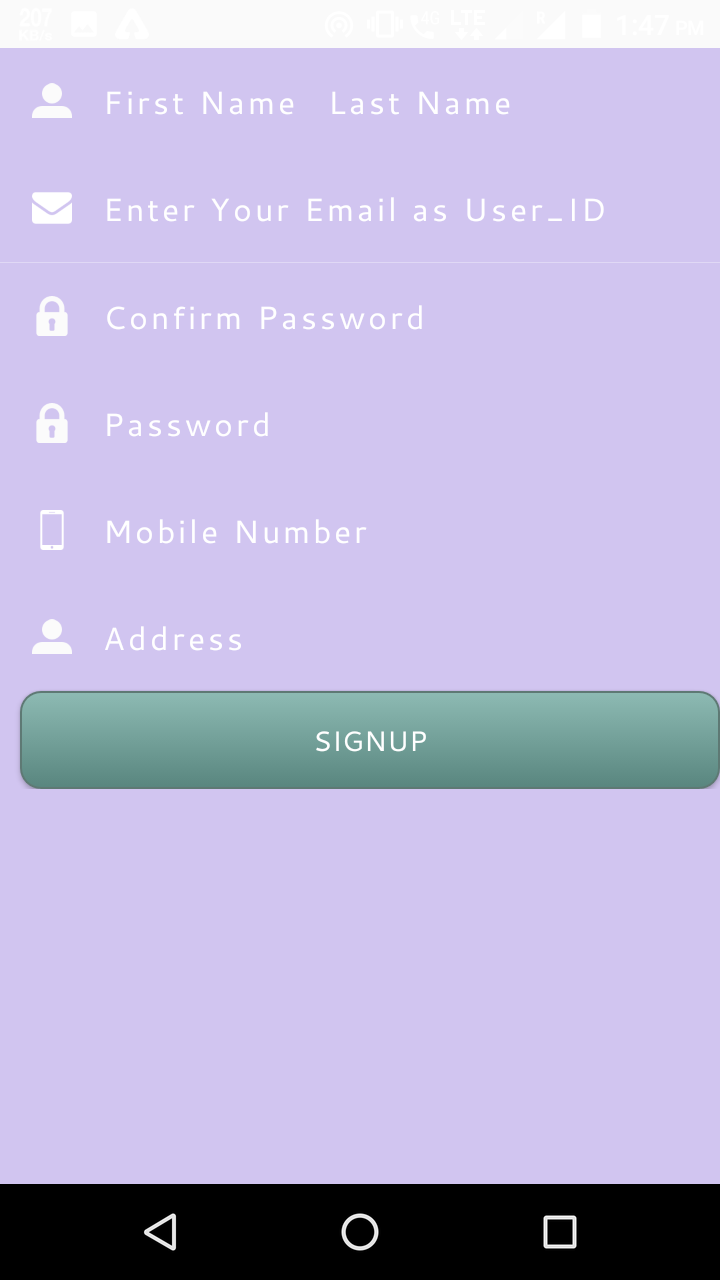 207
KB/s 4G LTE R 1:47 PM
First Name Last Name
Enter Your Email as User_ID
Confirm Password
Password
Mobile Number
Address
SIGNUP